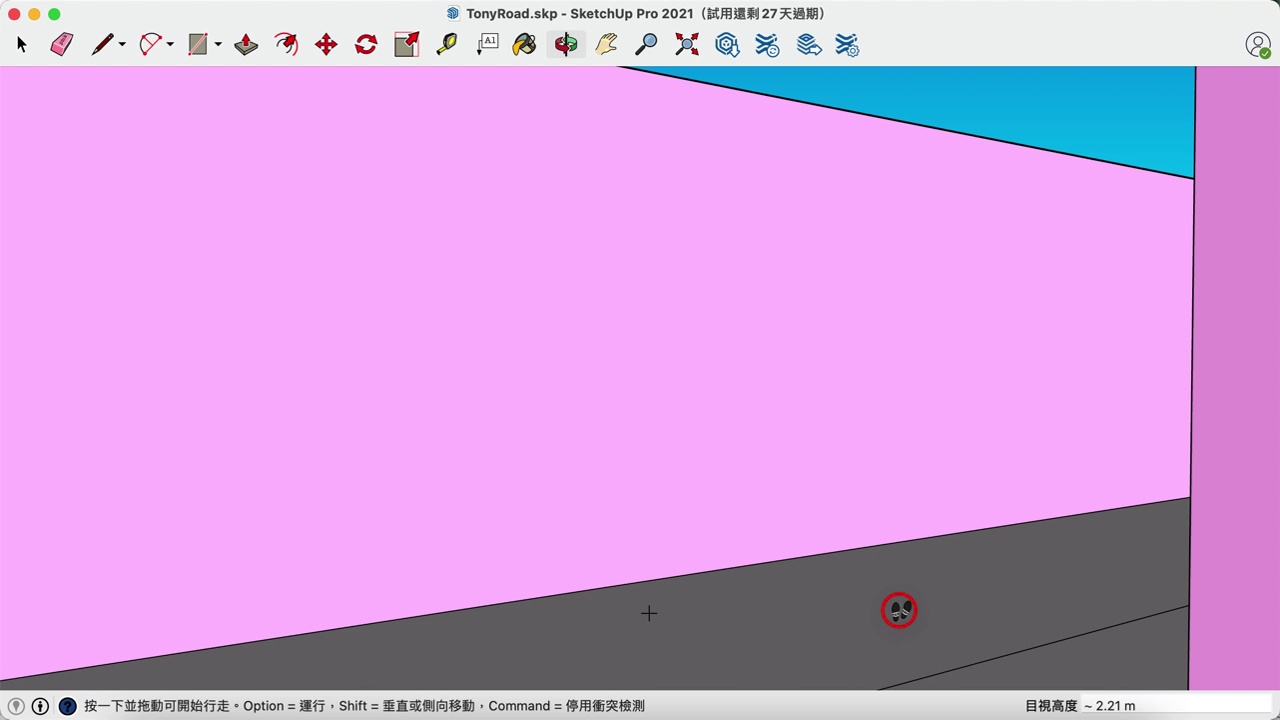 TonyRoad.skp - SketchUp Pro 2021（試用還剩 27 天過期）
A1
按一下並拖動可開始行走。Option = 運行，Shift = 垂直或側向移動，Command = 停用衝突檢測
目視高度 ~ 2.21 m